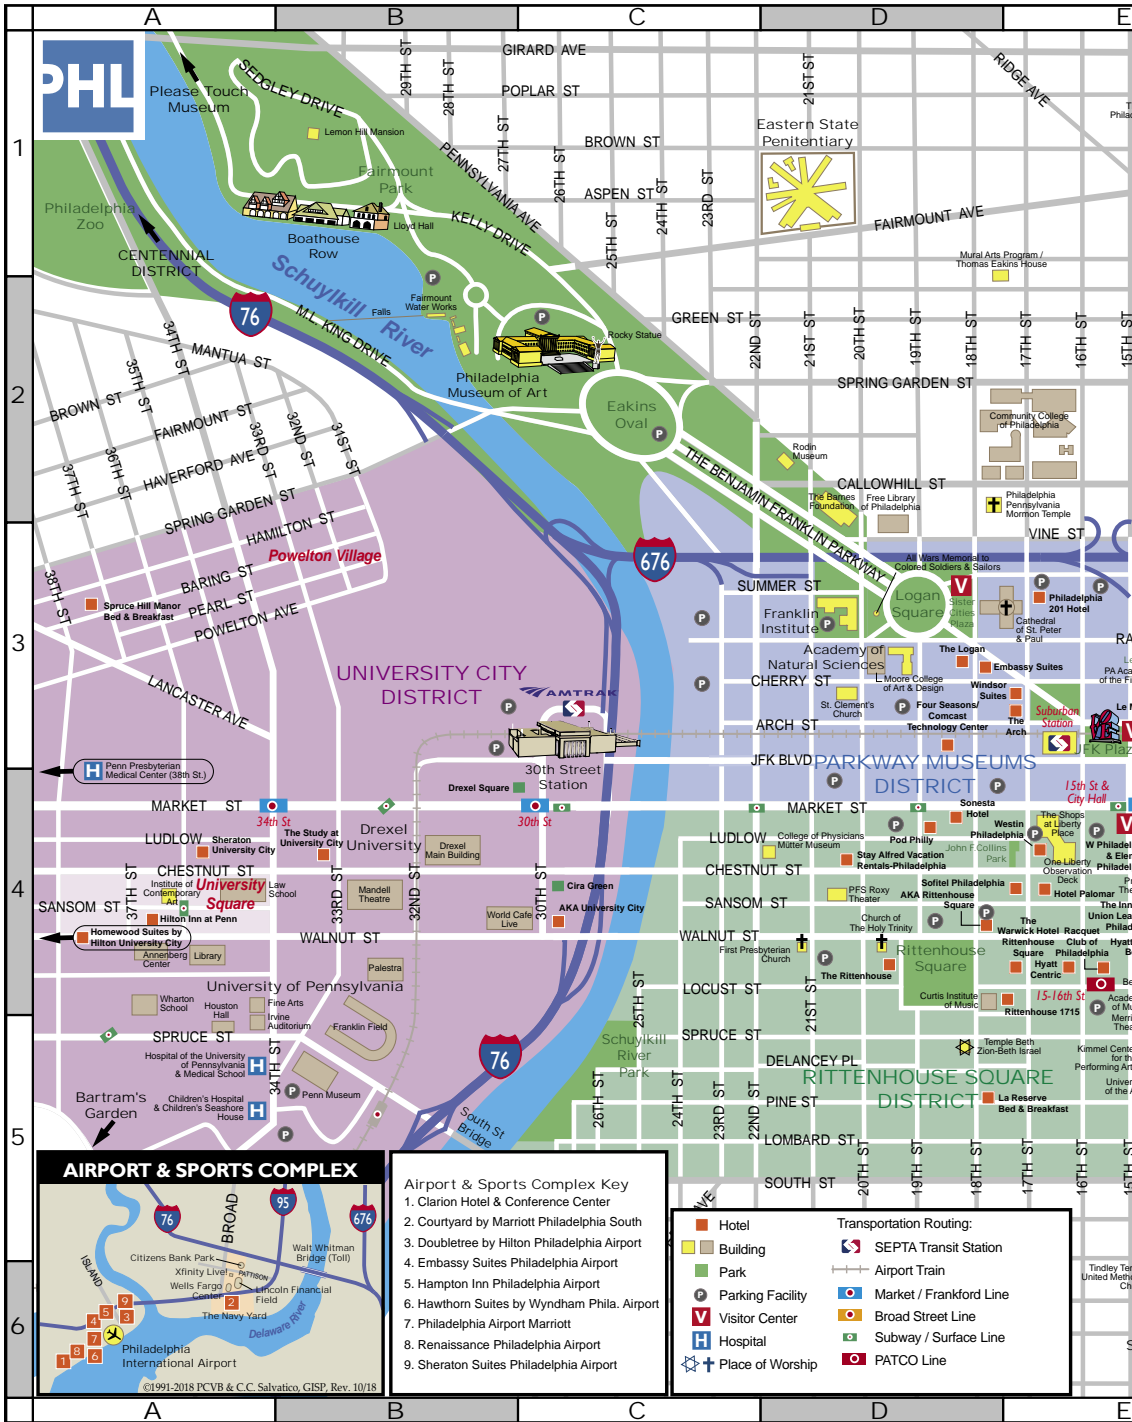 A
B
C
D
E
PHL
1
2
3
4
5
6
GIRARD AVE
POPLAR ST
BROWN ST
ASPEN ST
29TH ST
28TH ST
27TH ST
26TH ST
25TH ST
24TH ST
23RD ST
21ST ST
RIDGE AVE
SEDGLEY DRIVE
Please Touch
Museum
Lemon Hill Mansion
Fairmount
Park
PENNSYLVANIA AVE
KELLY DRIVE
Eastern State
Penitentiary
FAIRMOUNT AVE
Philadelphia
Zoo
CENTENNIAL
DISTRICT
Boathouse
Row
Lloyd Hall
Schuylkill River
Mural Arts Program /
Thomas Eakins House
76
Falls
Fairmount
Water Works
M.L. KING DRIVE
Rocky Statue
Philadelphia
Museum of Art
GREEN ST
22ND ST
21ST ST
20TH ST
19TH ST
18TH ST
17TH ST
16TH ST
15TH ST
34TH ST
MANTUA ST
35TH ST
BROWN ST
FAIRMOUNT ST
33RD ST
32ND ST
31ST ST
36TH ST
37TH ST
HAVERFORD AVE
SPRING GARDEN ST
HAMILTON ST
SPRING GARDEN ST
Eakins
Oval
Community College
of Philadelphia
Rodin
Museum
THE BENJAMIN FRANKLIN PARKWAY
CALLOWHILL ST
The Barnes
Foundation
Free Library
of Philadelphia
Philadelphia
Pennsylvania
Mormon Temple
VINE ST
Powelton Village
676
38TH ST
BARING ST
PEARL ST
POWELTON AVE
Spruce Hill Manor
Bed & Breakfast
All Wars Memorial to
Colored Soldiers & Sailors
SUMMER ST
Franklin
Institute
Logan
Square
V
Sister
Cities
Plaza
Philadelphia
201 Hotel
Cathedral
of St. Peter
& Paul
LANCASTER AVE
UNIVERSITY CITY
DISTRICT
AMTRAK
Academy of
Natural Sciences
Moore College
of Art & Design
The Logan
Embassy Suites
CHERRY ST
St. Clement's
Church
Windsor
Suites
Four Seasons/
Comcast
Technology Center
The
Arch
Suburban
Station
ARCH ST
JFK BLVD
PARKWAY MUSEUMS
DISTRICT
H
Penn Presbyterian
Medical Center (38th St.)
30th Street
Station
Drexel Square
15th St &
City Hall
MARKET ST
34th St
30th St
MARKET ST
LUDLOW
Sheraton
University City
The Study at
University City
Drexel
University
Drexel
Main Building
LUDLOW
College of Physicians
Mütter Museum
Pod Philly
Sonesta
Hotel
Westin
Philadelphia
The Shops
at Liberty
Place
John F.Collins
Park
One Liberty
Observation
Deck
CHESTNUT ST
Stay Alfred Vacation
Rentals-Philadelphia
CHESTNUT ST
Institute of
Contemporary
Art
University
Square
Law
School
Mandell
Theatre
Cira Green
AKA University City
World Cafe
Live
PFS Roxy
Theater
Sofitel Philadelphia
AKA Rittenhouse
Square
Hotel Palomar
SANSOM ST
37TH ST
33RD ST
32ND ST
30TH ST
SANSOM ST
Hilton Inn at Penn
Homewood Suites by
Hilton University City
Annenberg
Center
Library
WALNUT ST
WALNUT ST
First Presbyterian
Church
Church of
The Holy Trinity
The Rittenhouse
Rittenhouse
Square
The
Warwick Hotel
Rittenhouse
Square
Racquet
Club of
Philadelphia
Hyatt
Centric
Palestra
University of Pennsylvania
Wharton
School
Houston
Hall
Fine Arts
Irvine
Auditorium
Franklin Field
LOCUST ST
Curtis Institute
of Music
Rittenhouse 1715
15-16th St
SPRUCE ST
SPRUCE ST
25TH ST
21ST ST
Schuylkill
River
Park
Hospital of the University
of Pennsylvania
& Medical School
H
34TH ST
Penn Museum
Children's Hospital
& Children's Seashore
House
H
Bartram's
Garden
76
South St
Bridge
DELANCEY PL
Temple Beth
Zion-Beth Israel
RITTENHOUSE SQUARE
DISTRICT
La Reserve
Bed & Breakfast
PINE ST
26TH ST
24TH ST
23RD ST
22ND ST
LOMBARD ST
SOUTH ST
20TH ST
19TH ST
18TH ST
17TH ST
16TH ST
15TH ST
AIRPORT & SPORTS COMPLEX
76
95
676
BROAD
ISLAND
Citizens Bank Park
PATTISON
Xfinity Live!
Wells Fargo
Center
Lincoln Financial
Field
Walt Whitman
Bridge (Toll)
The Navy Yard
Delaware River
Philadelphia
International Airport
©1991-2018 PCVB & C.C. Salvatico, GISP, Rev. 10/18
Airport & Sports Complex Key
1. Clarion Hotel & Conference Center
2. Courtyard by Marriott Philadelphia South
3. Doubletree by Hilton Philadelphia Airport
4. Embassy Suites Philadelphia Airport
5. Hampton Inn Philadelphia Airport
6. Hawthorn Suites by Wyndham Phila. Airport
7. Philadelphia Airport Marriott
8. Renaissance Philadelphia Airport
9. Sheraton Suites Philadelphia Airport
Hotel
Building
Park
P Parking Facility
V Visitor Center
H Hospital
Place of Worship
Transportation Routing:
SEPTA Transit Station
Airport Train
Market / Frankford Line
Broad Street Line
Subway / Surface Line
PATCO Line
A
B
C
D
E